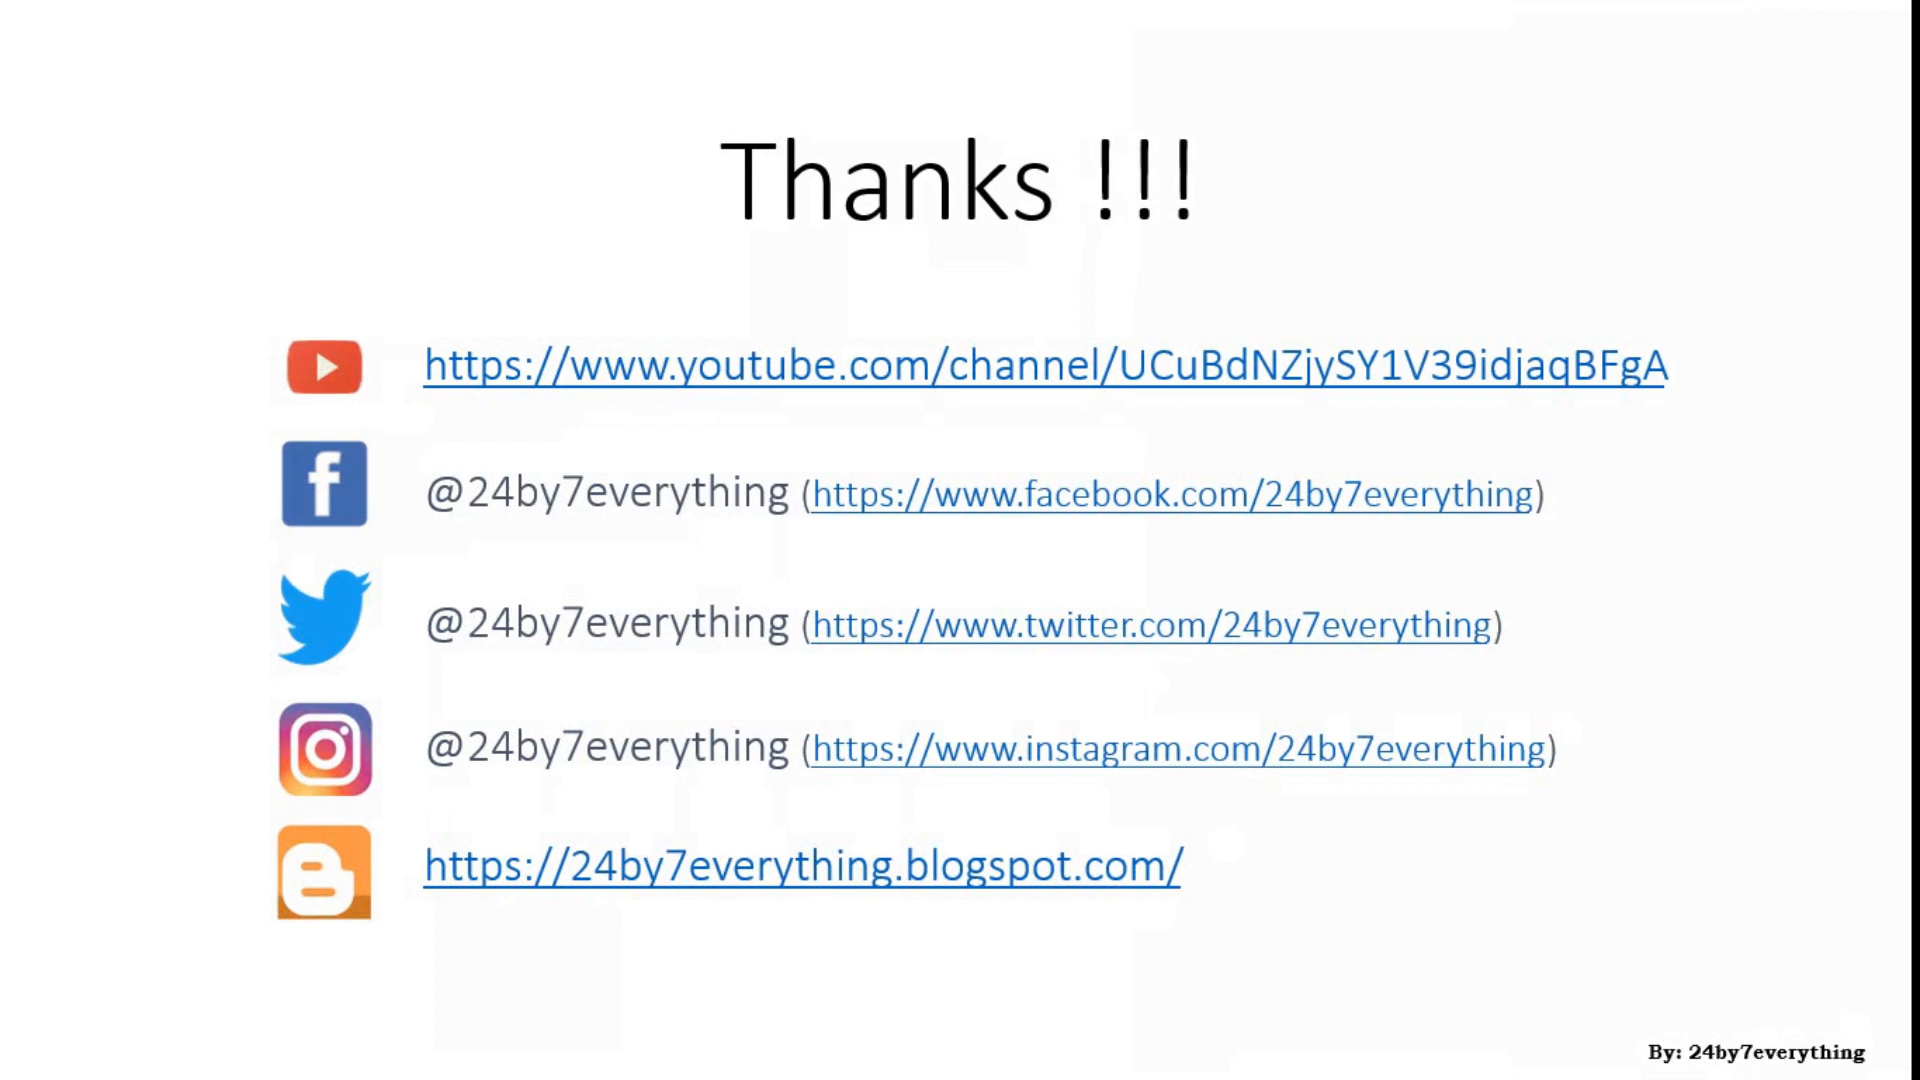 Thanks !!!
https://www.youtube.com/channel/UCuBdNZjySY1V39idjaqBFgA
@24by7everything (https://www.facebook.com/24by7everything)
@24by7everything (https://www.twitter.com/24by7everything)
@24by7everything (https://www.instagram.com/24by7everything)
https://24by7everything.blogspot.com/
By: 24by7everything